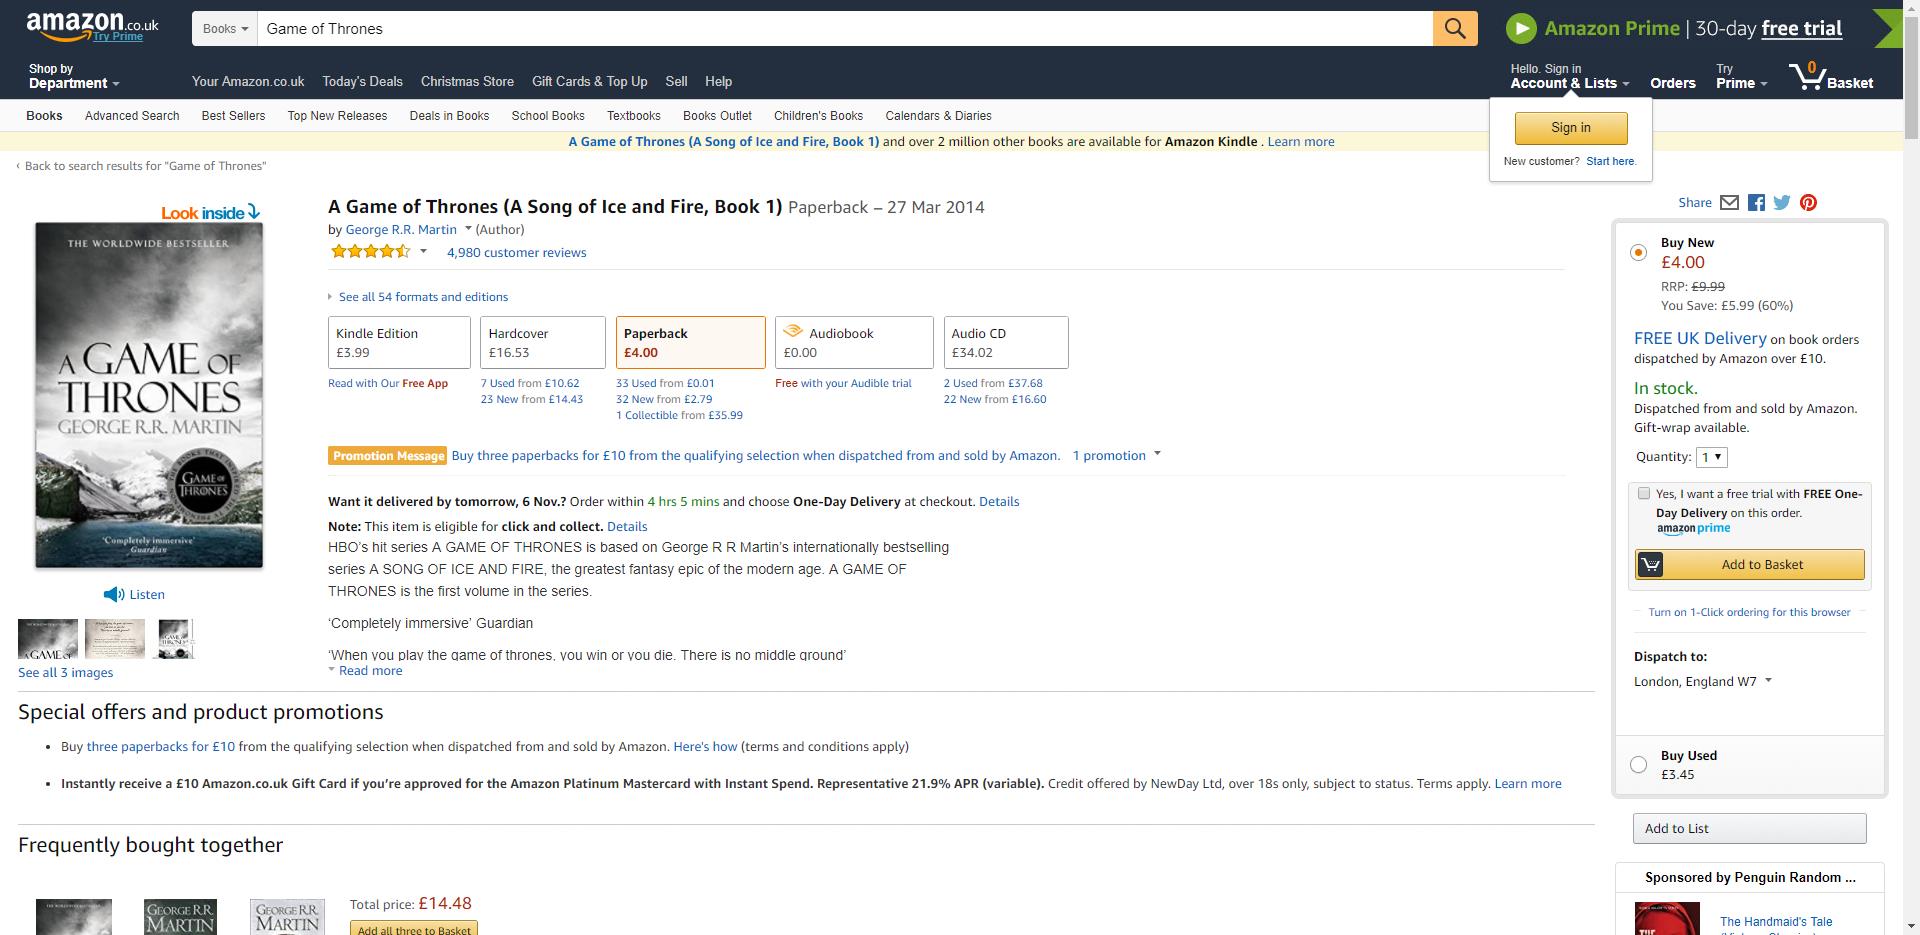 amazon.co.uk
Try Prime
Books
Game of Thrones
Amazon Prime | 30-day free trial
Shop by
Department
Your Amazon.co.uk Today's Deals Christmas Store Gift Cards & Top Up Sell Help
Hello. Sign in
Account & Lists
Orders
Try
Prime
0
Basket
Books Advanced Search Best Sellers Top New Releases Deals in Books School Books Textbooks Books Outlet Children's Books Calendars & Diaries
Sign in
New customer? Start here.
A Game of Thrones (A Song of Ice and Fire, Book 1) and over 2 million other books are available for Amazon Kindle . Learn more
‹ Back to search results for "Game of Thrones"
Look inside
THE WORLDWIDE BESTSELLER
A GAME OF
THRONES
GEORGE R.R. MARTIN
GAME OF
THRONES
'Completely immersive'
Guardian
Listen
A GAME OF
See all 3 images
A Game of Thrones (A Song of Ice and Fire, Book 1) Paperback – 27 Mar 2014
by George R.R. Martin (Author)
4,980 customer reviews
See all 54 formats and editions
Kindle Edition
£3.99
Read with Our Free App
Hardcover
£16.53
7 Used from £10.62
23 New from £14.43
Paperback
£4.00
33 Used from £0.01
32 New from £2.79
1 Collectible from £35.99
Audiobook
£0.00
Free with your Audible trial
Audio CD
£34.02
2 Used from £37.68
22 New from £16.60
Promotion Message Buy three paperbacks for £10 from the qualifying selection when dispatched from and sold by Amazon. 1 promotion
Want it delivered by tomorrow, 6 Nov.? Order within 4 hrs 5 mins and choose One-Day Delivery at checkout. Details
Note: This item is eligible for click and collect. Details
HBO's hit series A GAME OF THRONES is based on George R R Martin's internationally bestselling
series A SONG OF ICE AND FIRE, the greatest fantasy epic of the modern age. A GAME OF
THRONES is the first volume in the series.
'Completely immersive' Guardian
'When you play the game of thrones, you win or you die. There is no middle ground'
Read more
Share
Buy New
£4.00
RRP: £9.99
You Save: £5.99 (60%)
FREE UK Delivery on book orders
dispatched by Amazon over £10.
In stock.
Dispatched from and sold by Amazon.
Gift-wrap available.
Quantity: 1
Yes, I want a free trial with FREE One-
Day Delivery on this order.
amazon prime
Add to Basket
Turn on 1-Click ordering for this browser
Dispatch to:
London, England W7
Buy Used
£3.45
Add to List
Sponsored by Penguin Random ...
The Handmaid's Tale
Special offers and product promotions
• Buy three paperbacks for £10 from the qualifying selection when dispatched from and sold by Amazon. Here's how (terms and conditions apply)
• Instantly receive a £10 Amazon.co.uk Gift Card if you're approved for the Amazon Platinum Mastercard with Instant Spend. Representative 21.9% APR (variable). Credit offered by NewDay Ltd, over 18s only, subject to status. Terms apply. Learn more
Frequently bought together
GEORGE R.R.
MARTIN
GEORGE R.R.
MARTIN
Total price: £14.48
Add all three to Basket